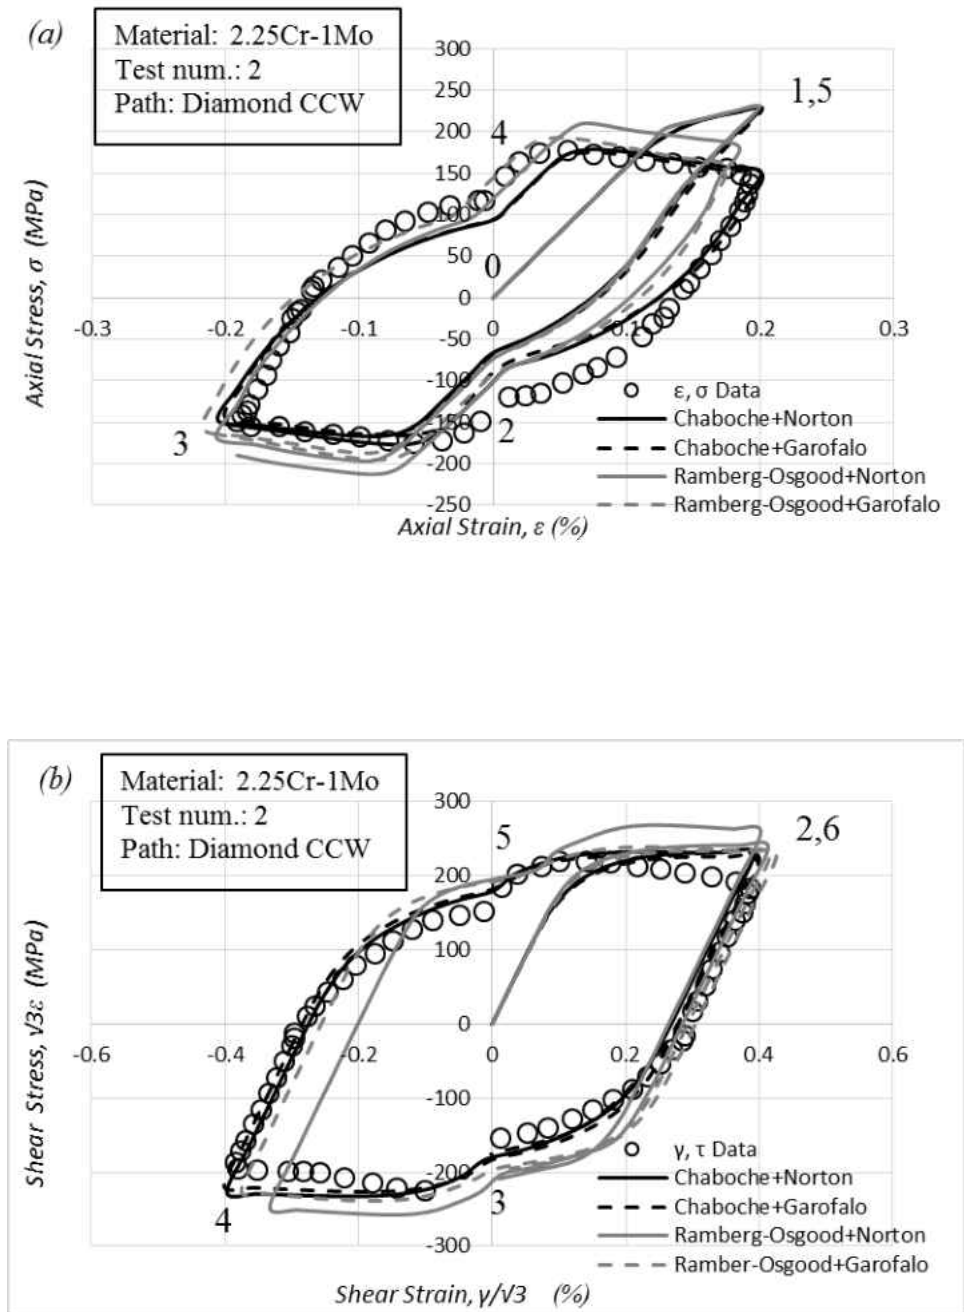 (a)
Material: 2.25Cr-1Mo
Test num.: 2
Path: Diamond CCW
300
250
200
150
100
50
0
-50
-100
-150
-200
-250
-0.3
-0.2
-0.1
0
0.1
0.2
0.3
1,5
4
0
2
3
Axial Stress, σ (MPa)
Axial Strain, ε (%)
ε, σ Data
Chaboche+Norton
Chaboche+Garofalo
Ramberg-Osgood+Norton
Ramberg-Osgood+Garofalo
(b)
Material: 2.25Cr-1Mo
Test num.: 2
Path: Diamond CCW
300
200
100
0
-100
-200
-300
-0.6
-0.4
-0.2
0
0.2
0.4
0.6
5
2,6
3
4
Shear Stress, √3ε (MPa)
Shear Strain, γ/√3 (%)
γ, τ Data
Chaboche+Norton
Chaboche+Garofalo
Ramberg-Osgood+Norton
Ramber-Osgood+Garofalo